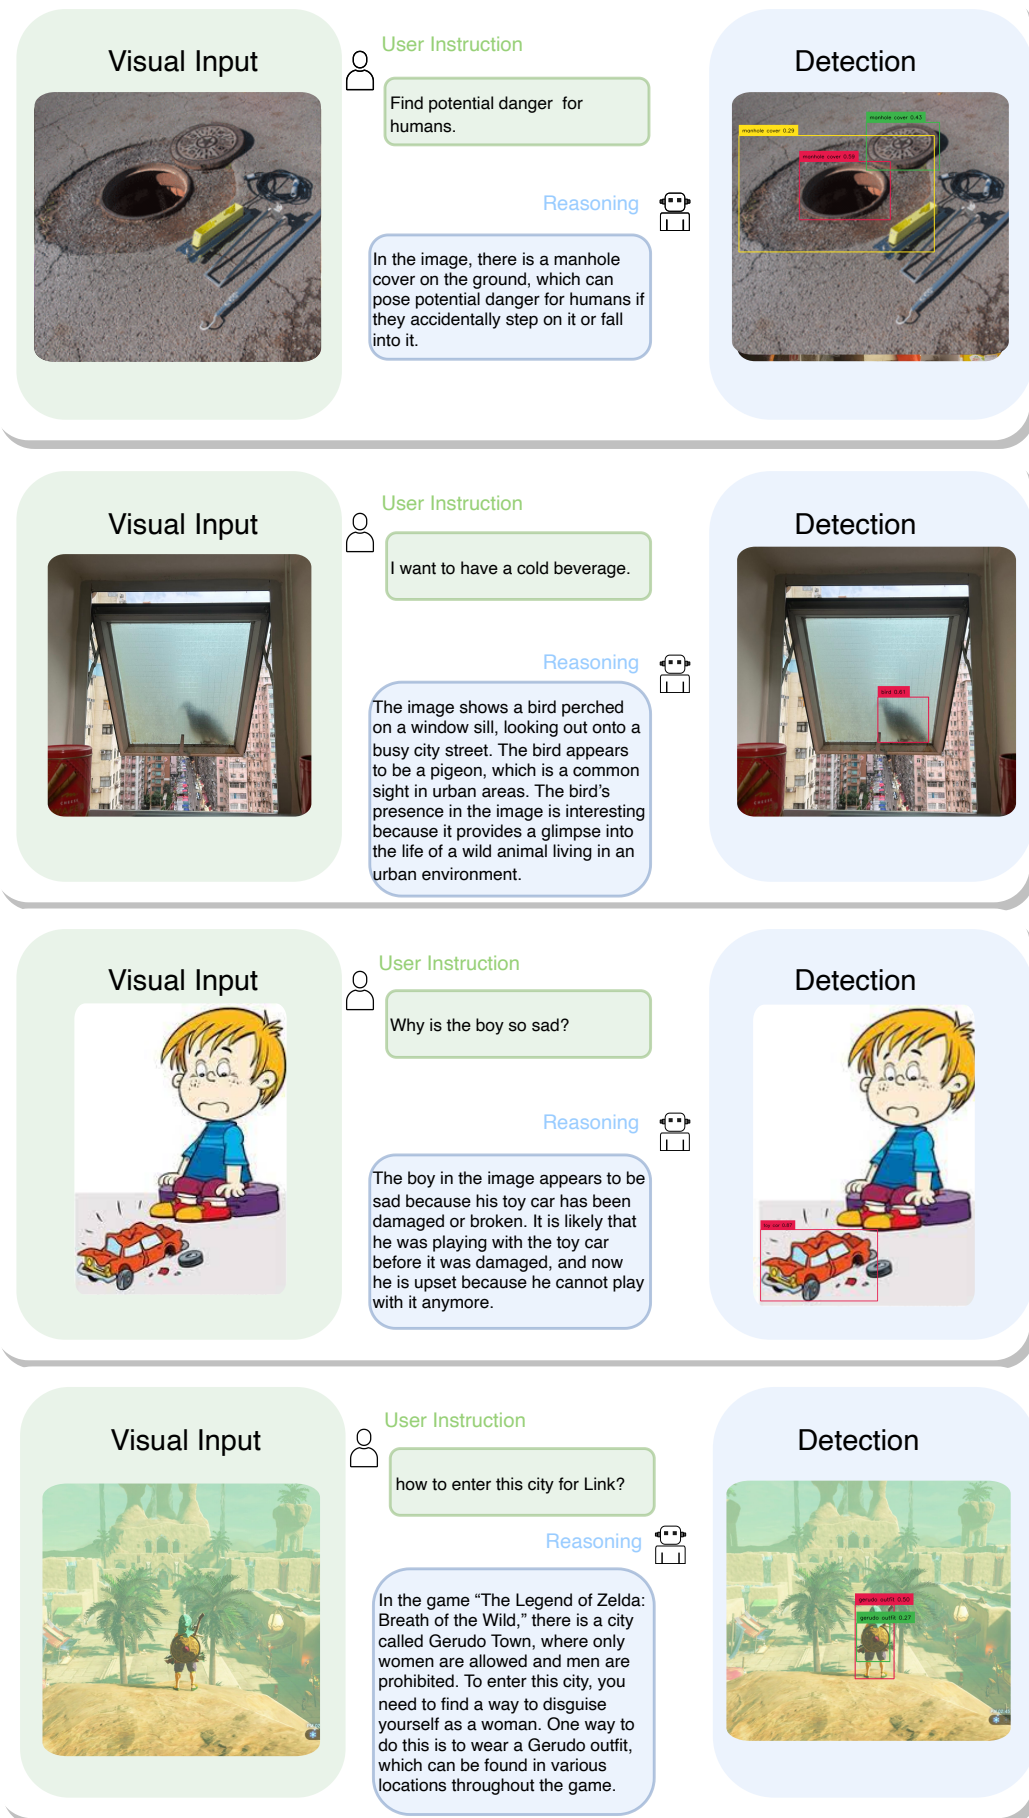 Visual Input
User Instruction
Find potential danger for
humans.
Reasoning
In the image, there is a manhole
cover on the ground, which can
pose potential danger for humans if
they accidentally step on it or fall
into it.
Detection
manhole cover 0.43
manhole cover 0.29
manhole cover 0.59
Visual Input
User Instruction
I want to have a cold beverage.
Reasoning
The image shows a bird perched
on a window sill, looking out onto a
busy city street. The bird appears
to be a pigeon, which is a common
sight in urban areas. The bird's
presence in the image is interesting
because it provides a glimpse into
the life of a wild animal living in an
urban environment.
Detection
bird 0.61
Visual Input
User Instruction
Why is the boy so sad?
Reasoning
The boy in the image appears to be
sad because his toy car has been
damaged or broken. It is likely that
he was playing with the toy car
before it was damaged, and now
he is upset because he cannot play
with it anymore.
Detection
Visual Input
User Instruction
how to enter this city for Link?
Reasoning
In the game “The Legend of Zelda:
Breath of the Wild,” there is a city
called Gerudo Town, where only
women are allowed and men are
prohibited. To enter this city, you
need to find a way to disguise
yourself as a woman. One way to
do this is to wear a Gerudo outfit,
which can be found in various
locations throughout the game.
Detection
gerudo outfit 0.50
gerudo outfit 0.27